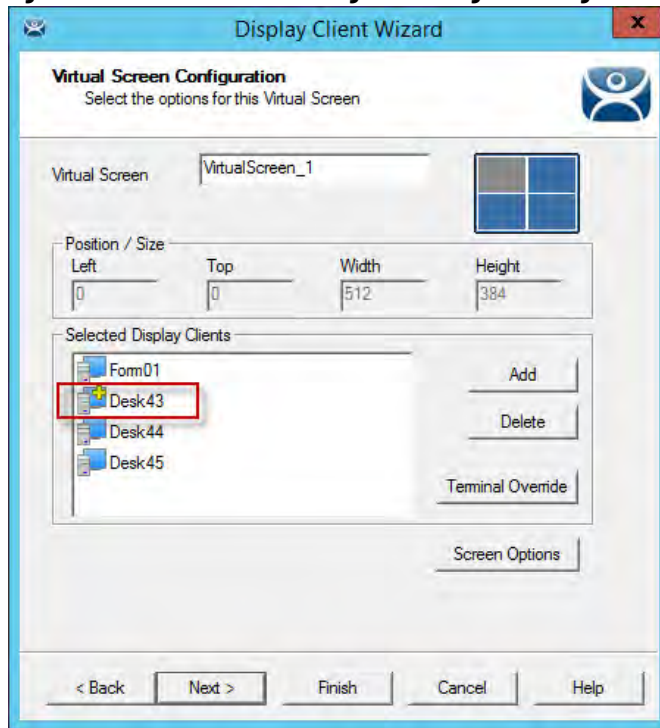 Display Client Wizard
x
Virtual Screen Configuration
Select the options for this Virtual Screen
Virtual Screen
VirtualScreen_1
Position / Size
Left Top Width Height
0 0 512 384
Selected Display Clients
Form01
Desk43
Desk44
Desk45
Add
Delete
Terminal Override
Screen Options
< Back Next > Finish Cancel Help